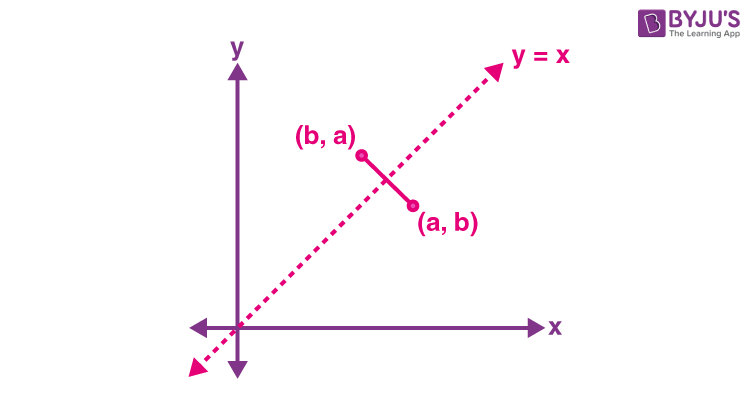 BYJU'S
The Learning App
y
y = x
(b, a)
(a, b)
x